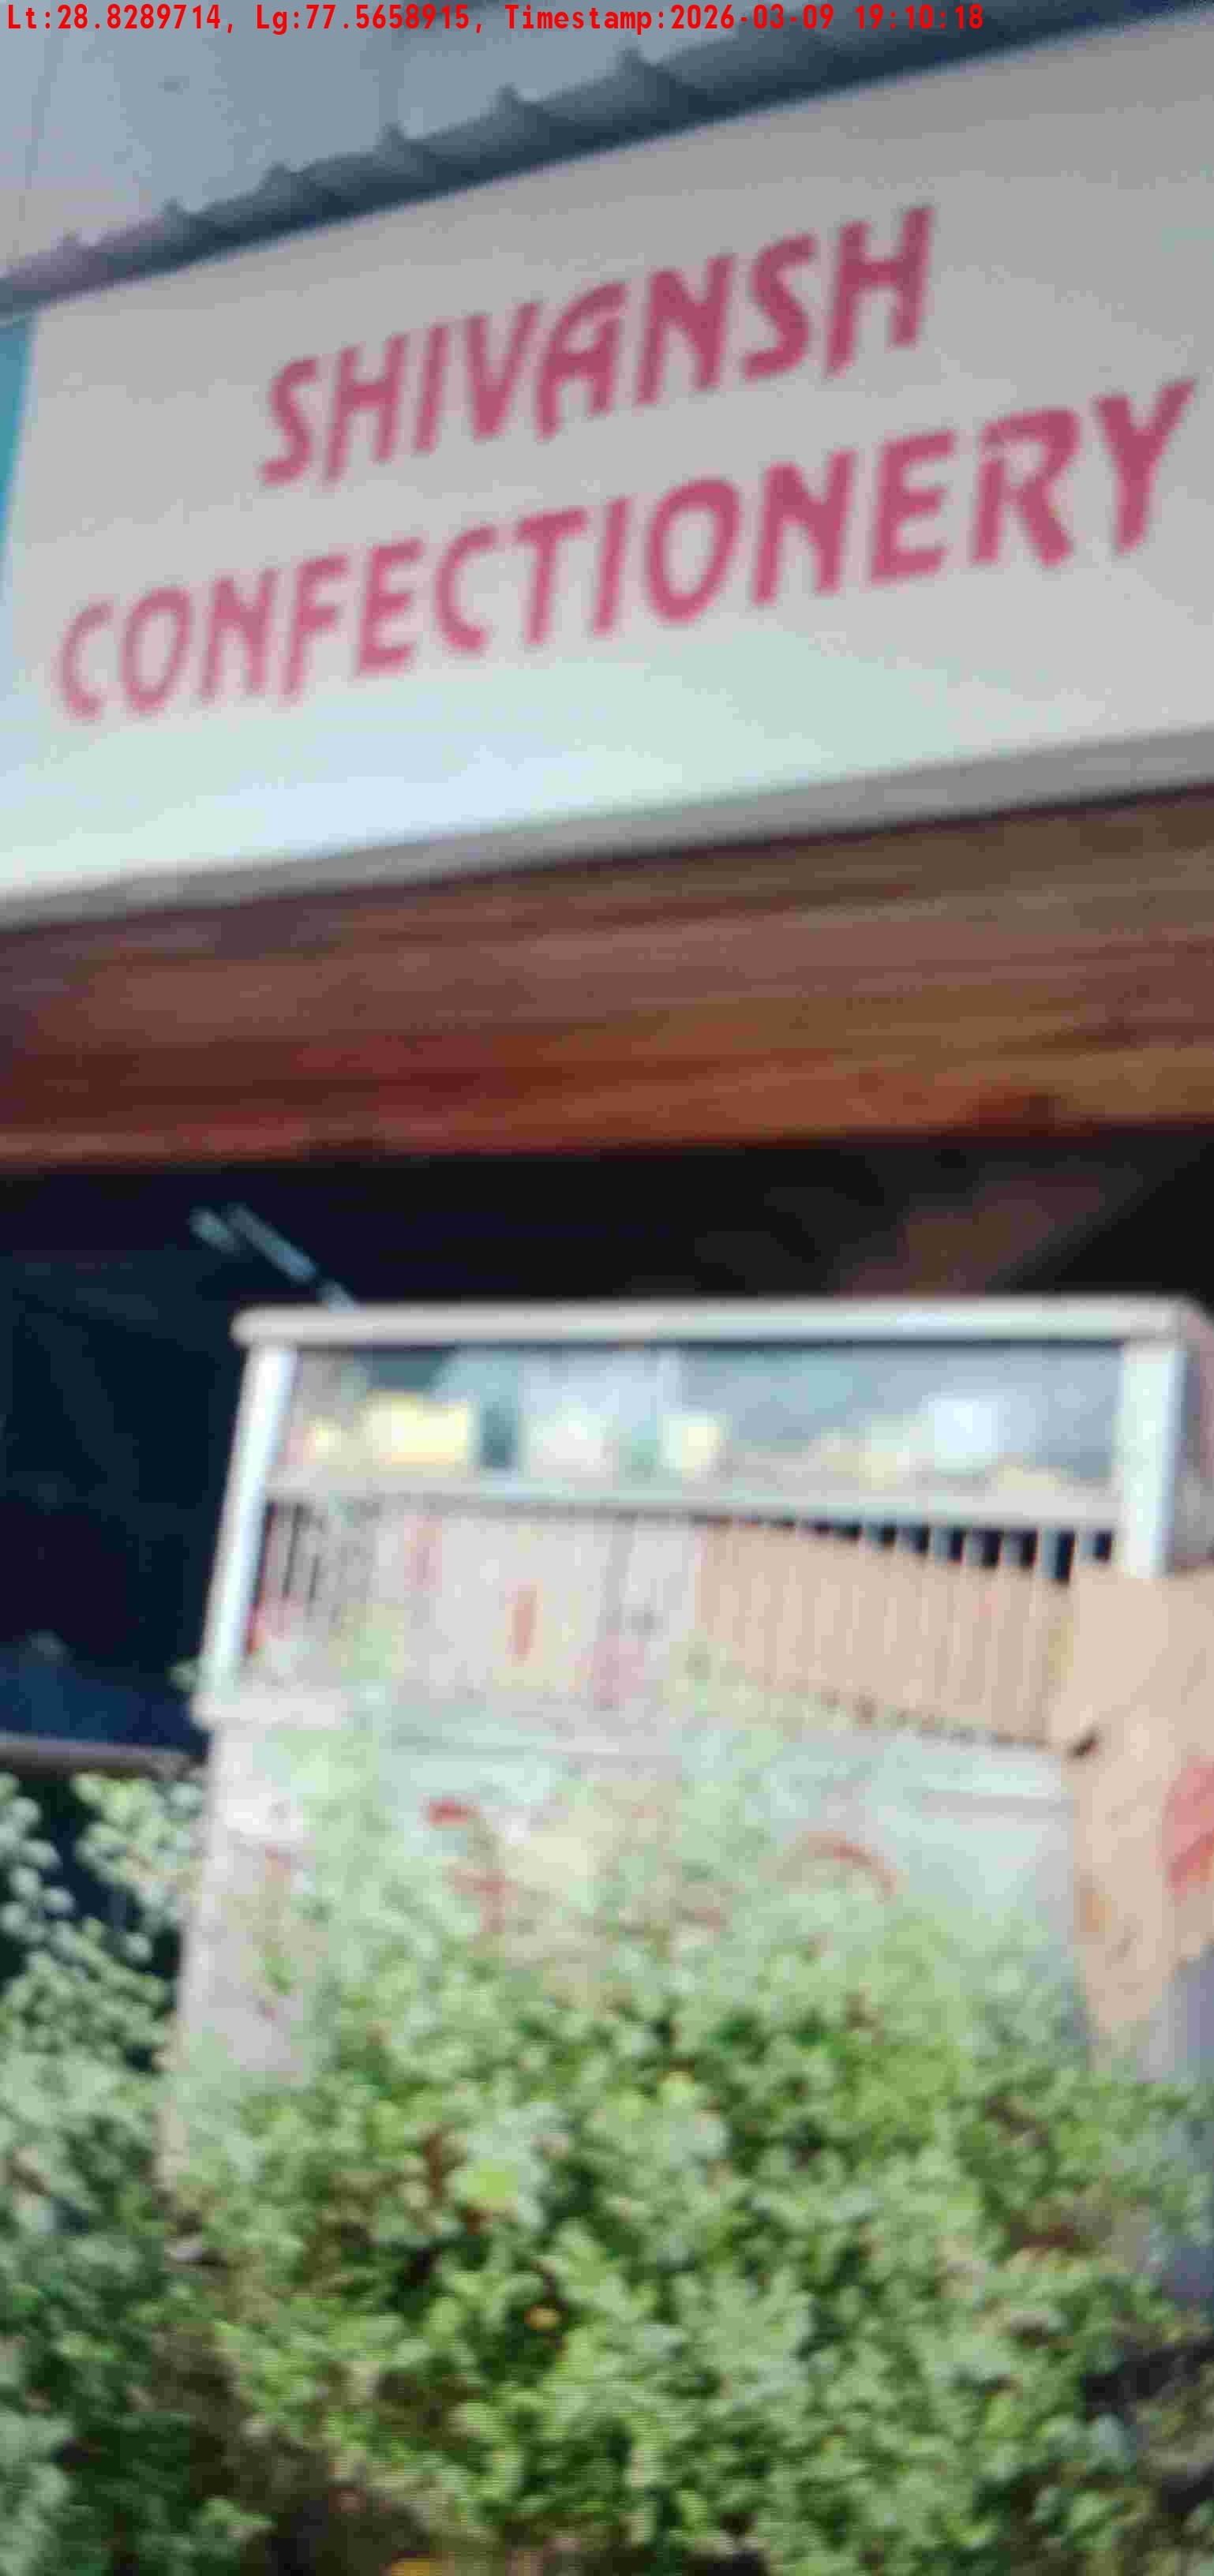 Lt:28.8289714, Lg:77.5658915, Timestamp:2026-03-09 19:10:18
SHIVANSH
CONFECTIONERY